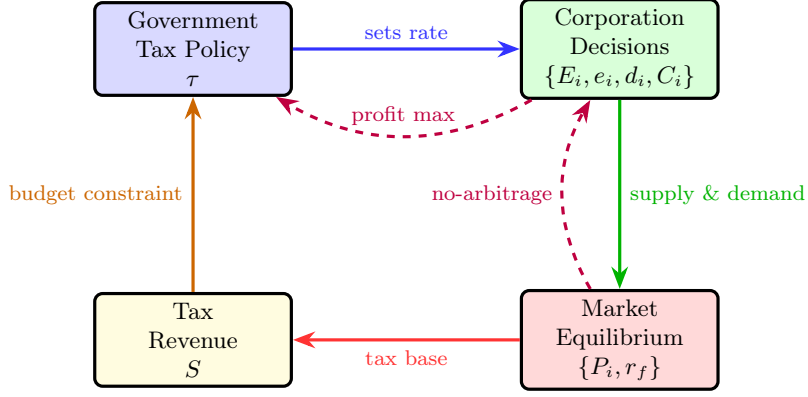 Government
Tax Policy
τ
sets rate
Corporation
Decisions
{E_i, e_i, d_i, C_i}
profit max
budget constraint
no-arbitrage
supply & demand
Tax
Revenue
S
tax base
Market
Equilibrium
{P_i, r_f}